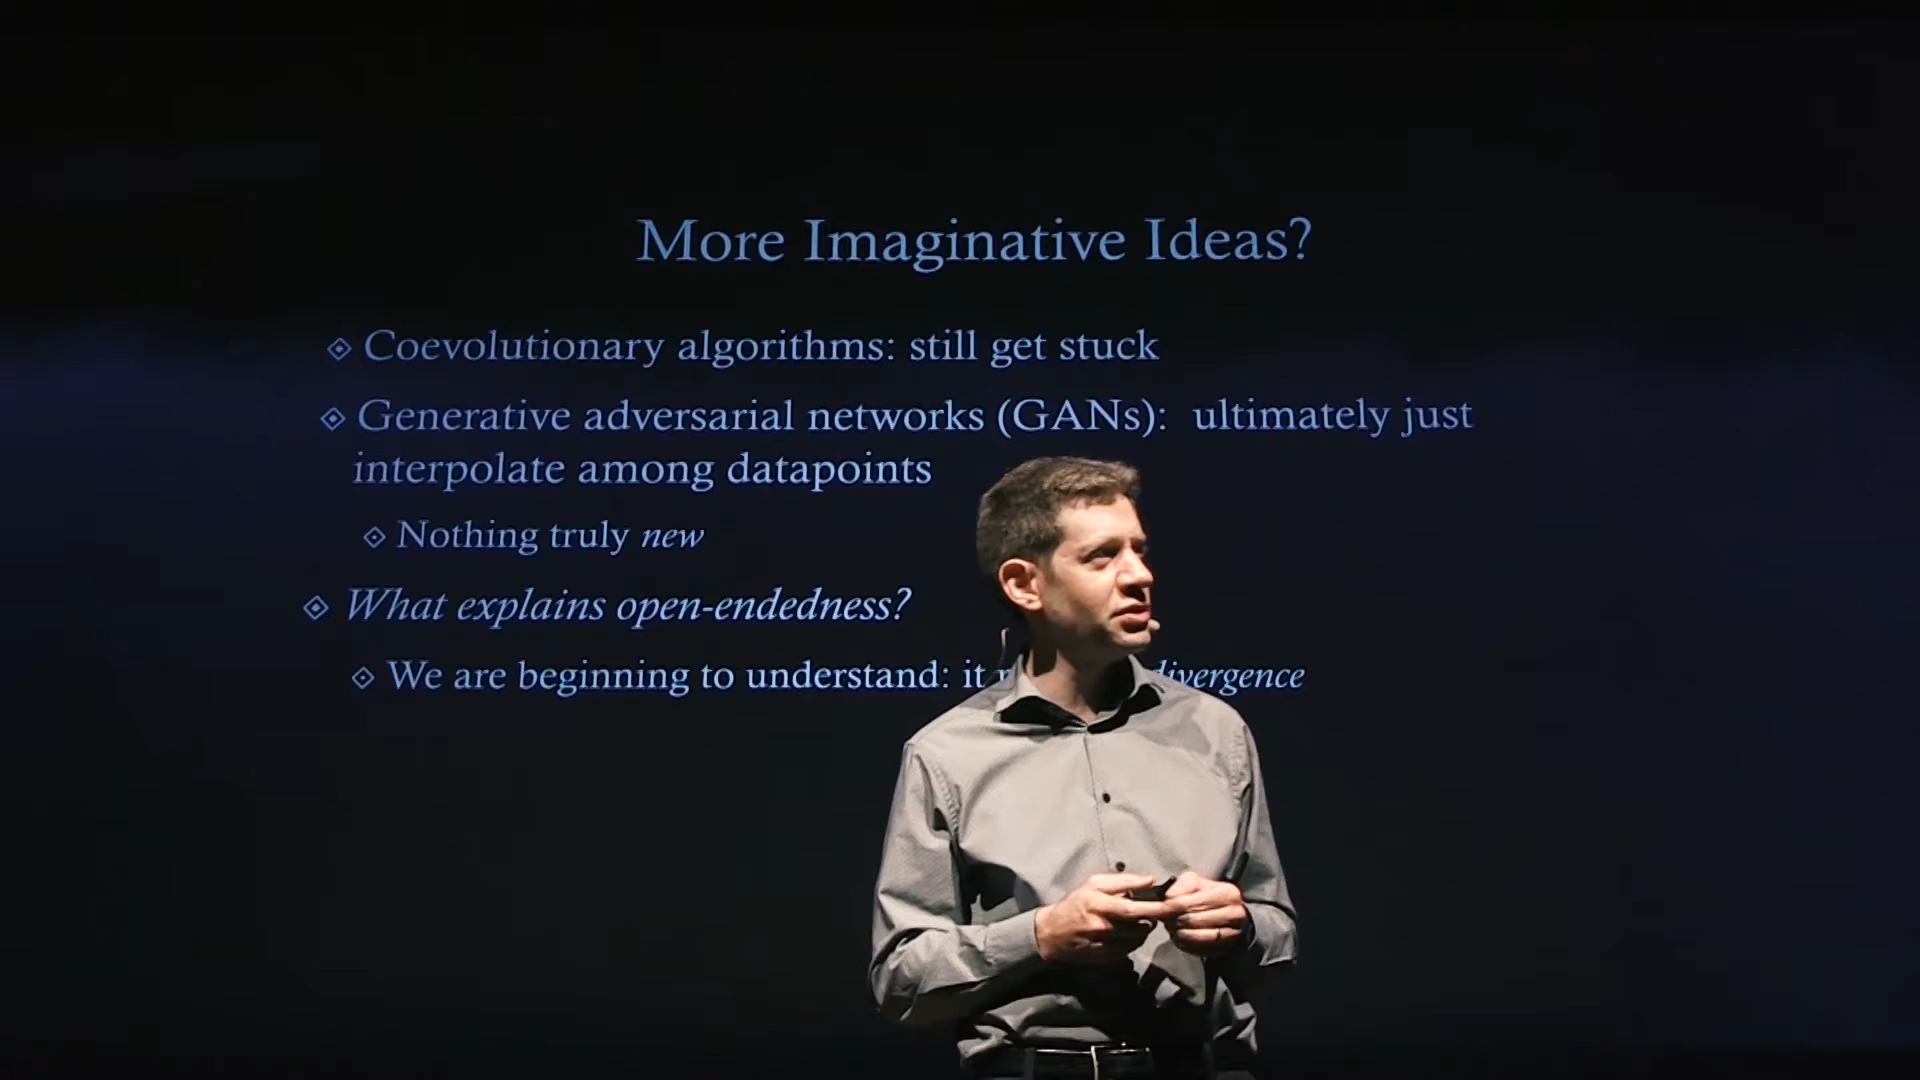 More Imaginative Ideas?
Coevolutionary algorithms: still get stuck
Generative adversarial networks (GANs): ultimately just
interpolate among datapoints
Nothing truly new
What explains open-endedness?
We are beginning to understand: it divergence